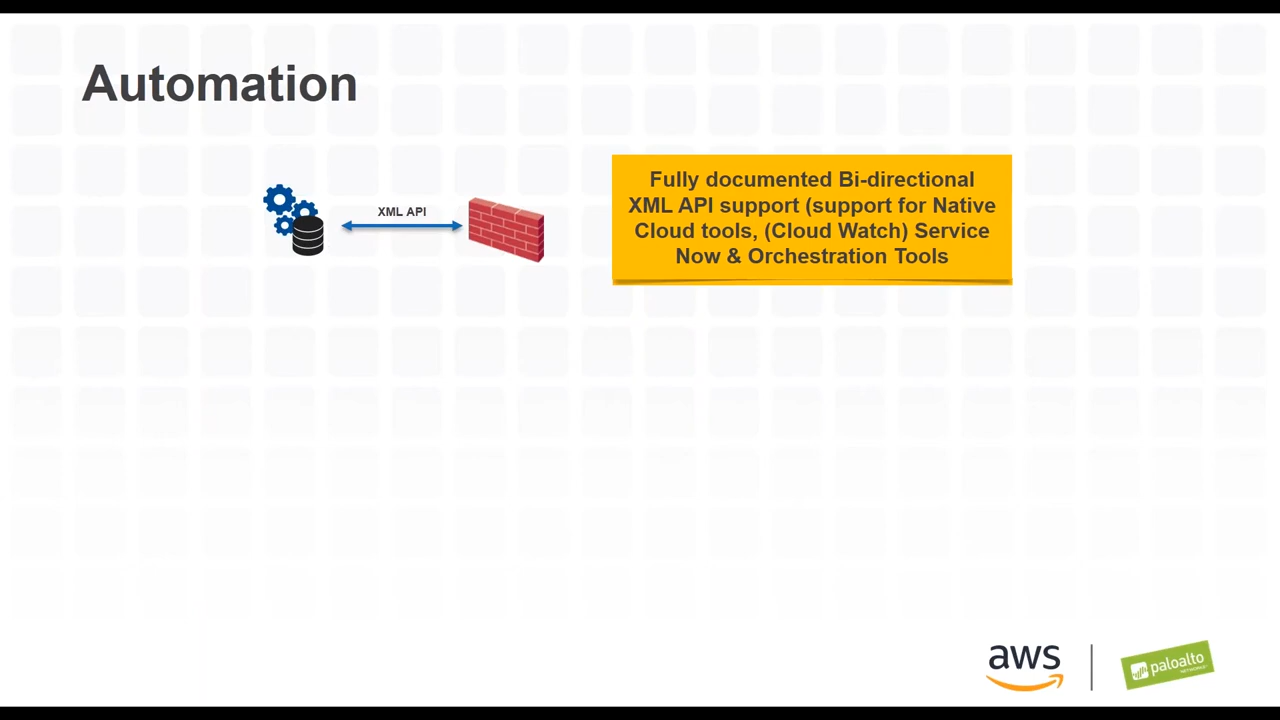 Automation
XML API
Fully documented Bi-directional
XML API support (support for Native
Cloud tools, (Cloud Watch) Service
Now & Orchestration Tools
aws
paloalto
NETWORKS